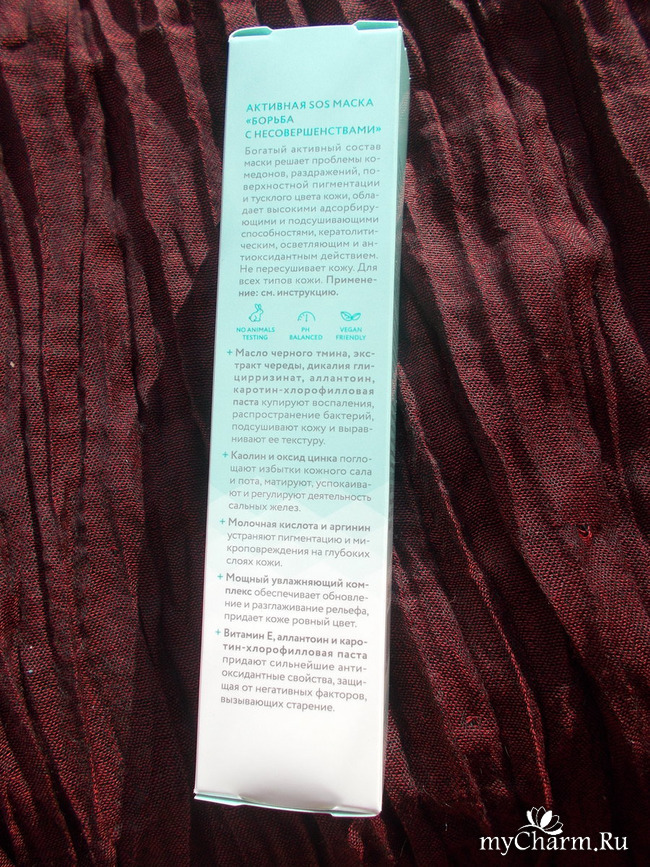 АКТИВНАЯ SOS МАСКА
«БОРЬБА
С НЕСОВЕРШЕНСТВАМИ»
Богатый активный состав
маски решает проблемы ко-
медонов, раздражений, по-
верхностной пигментации
и тусклого цвета кожи, обла-
дает высокими адсорбирую-
щими и подсушивающими
способностями, кератолити-
ческим, осветляющим и ан-
тиоксидантным действием.
Не пересушивает кожу. Для
всех типов кожи. Примене-
ние: см. инструкцию.
NO ANIMALS
TESTING
PH
BALANCED
VEGAN
FRIENDLY
+ Масло черного тмина, экс-
тракт череды, дикалия гли-
цирризинат, аллантоин,
каротин-хлорофилловая
паста купируют воспаления,
распространение бактерий,
подсушивают кожу и вырав-
нивают ее текстуру.
+ Каолин и оксид цинка погло-
щают избытки кожного сала
и пота, матируют, успокаива-
ют и регулируют деятельность
сальных желез.
+ Молочная кислота и аргинин
устраняют пигментацию и ми-
кроповреждения на глубоких
слоях кожи.
+ Мощный увлажняющий ком-
плекс обеспечивает обновле-
ние и разглаживание рельефа,
придает коже ровный цвет.
+ Витамин Е, аллантоин и каро-
тин-хлорофилловая паста
придают сильнейшие анти-
оксидантные свойства, защи-
щая от негативных факторов,
вызывающих старение.
myCharm.Ru